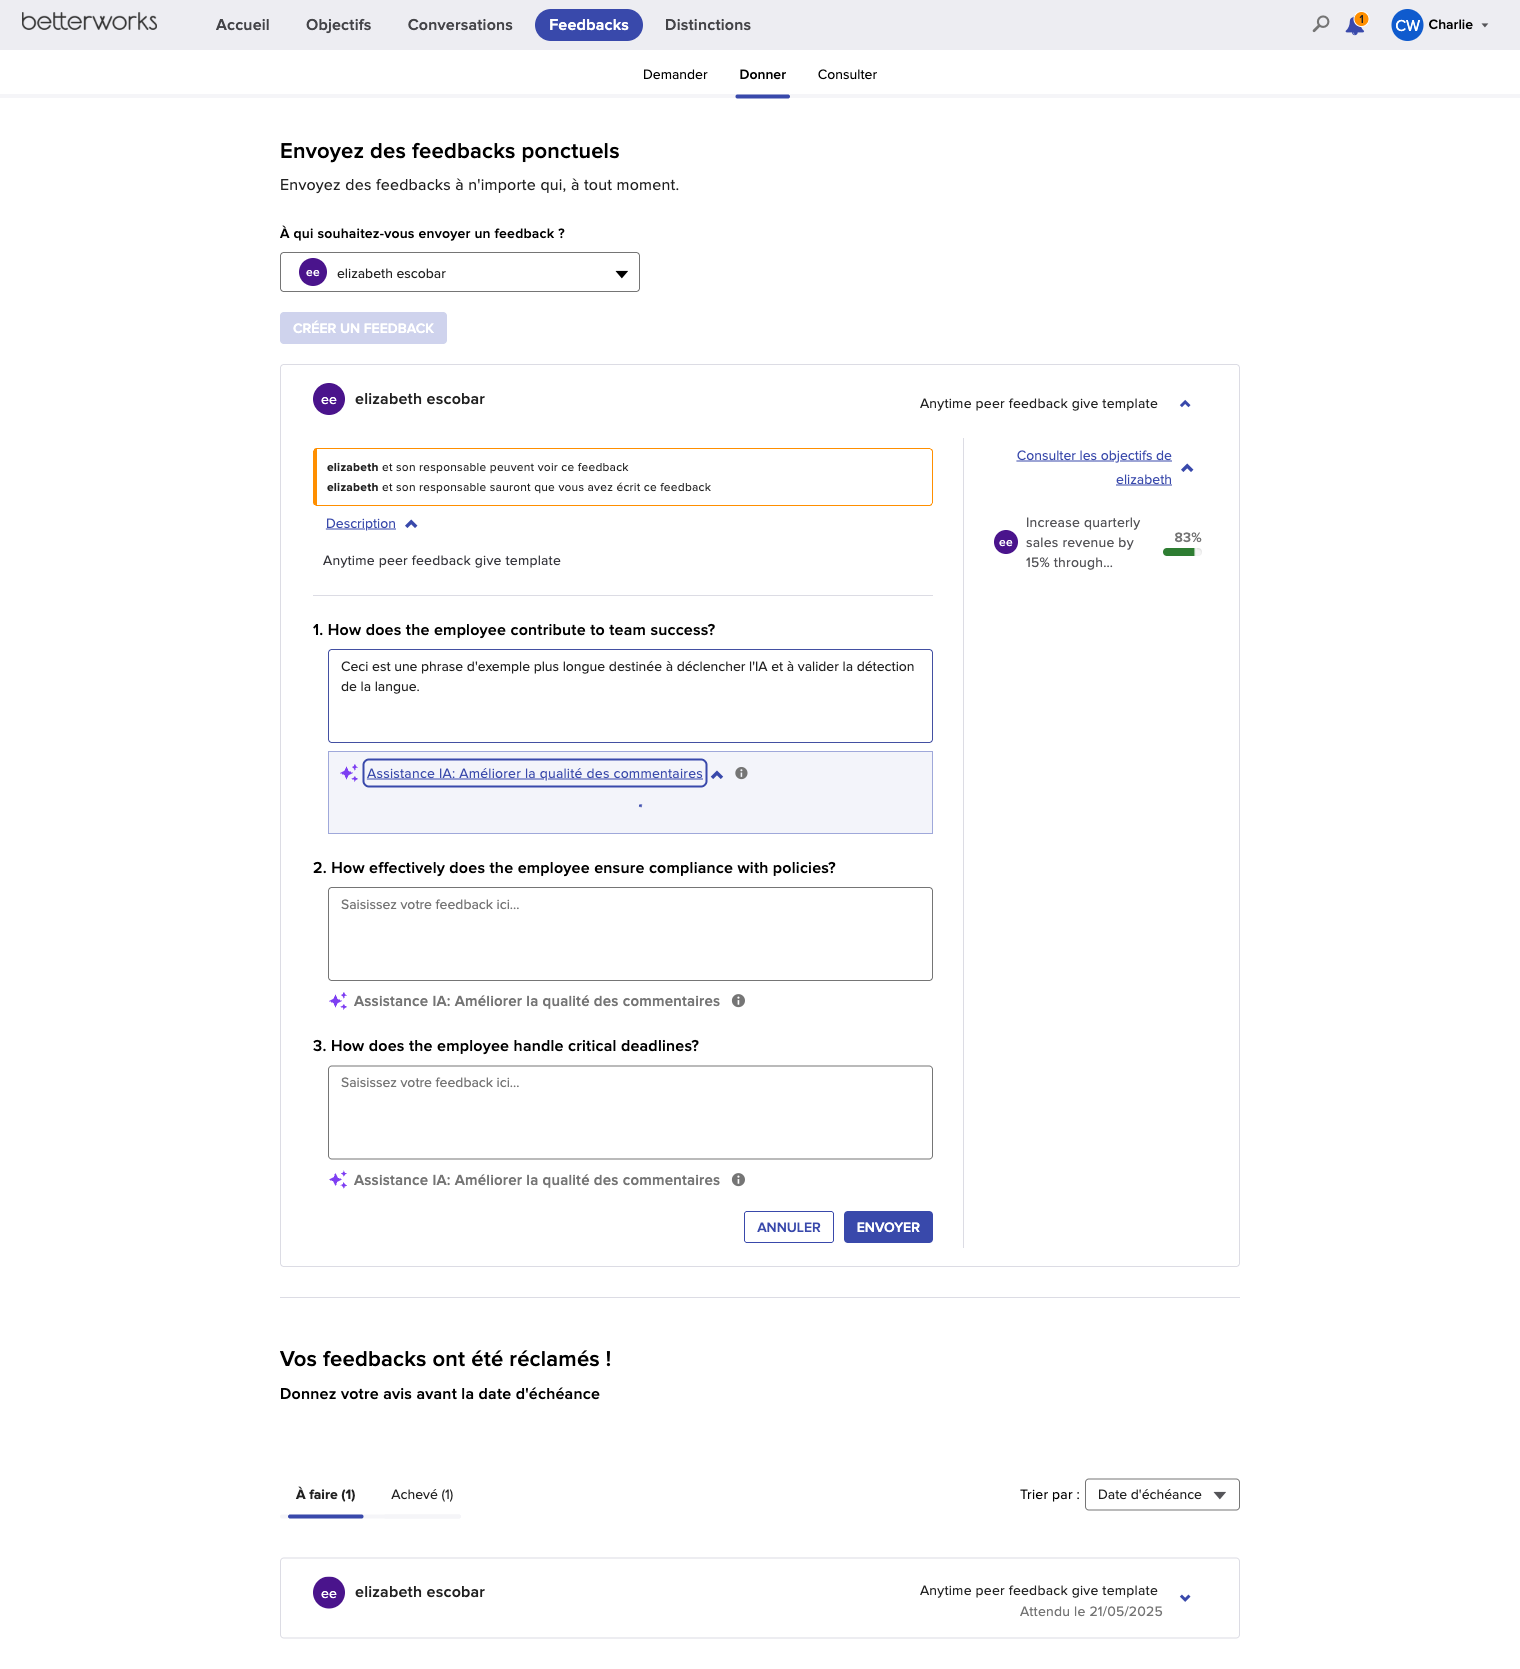 betterworks
Accueil Objectifs Conversations Feedbacks Distinctions
1
CW Charlie
Demander Donner Consulter
Envoyez des feedbacks ponctuels
Envoyez des feedbacks à n'importe qui, à tout moment.
À qui souhaitez-vous envoyer un feedback ?
ee elizabeth escobar
CRÉER UN FEEDBACK
ee elizabeth escobar
Anytime peer feedback give template
elizabeth et son responsable peuvent voir ce feedback
elizabeth et son responsable sauront que vous avez écrit ce feedback
Description
Anytime peer feedback give template
Consulter les objectifs de
elizabeth
ee
Increase quarterly
sales revenue by
15% through...
83%
1. How does the employee contribute to team success?
Ceci est une phrase d'exemple plus longue destinée à déclencher l'IA et à valider la détection
de la langue.
Assistance IA: Améliorer la qualité des commentaires
2. How effectively does the employee ensure compliance with policies?
Saisissez votre feedback ici...
Assistance IA: Améliorer la qualité des commentaires
3. How does the employee handle critical deadlines?
Saisissez votre feedback ici...
Assistance IA: Améliorer la qualité des commentaires
ANNULER ENVOYER
Vos feedbacks ont été réclamés !
Donnez votre avis avant la date d'échéance
À faire (1) Achevé (1)
Trier par : Date d'échéance
ee elizabeth escobar
Anytime peer feedback give template
Attendu le 21/05/2025